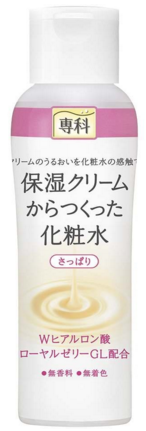 専科
クリームのうるおいを化粧水の感触で
保湿クリーム
からつくった
化粧水
さっぱり
Wヒアルロン酸
ローヤルゼリーGL配合
●無香料 ●無着色